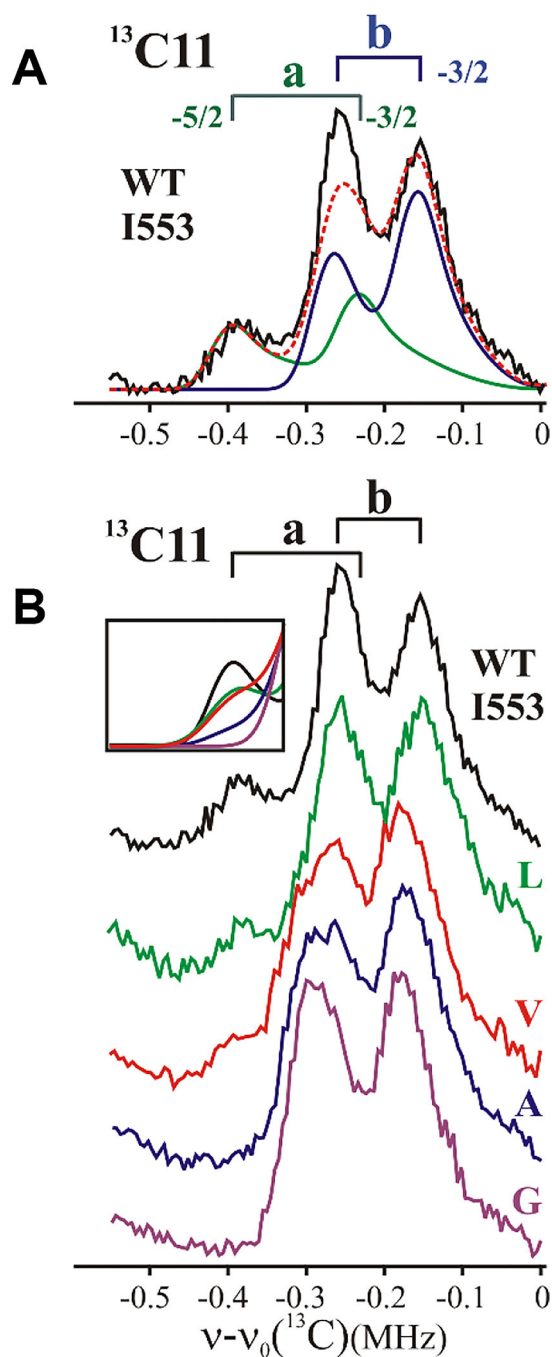 A
¹³C11
b
-3/2
a
-5/2
-3/2
WT
I553
-0.5 -0.4 -0.3 -0.2 -0.1 0
B
¹³C11
b
a
WT
I553
L
V
A
G
-0.5 -0.4 -0.3 -0.2 -0.1 0
ν-ν₀(¹³C)(MHz)